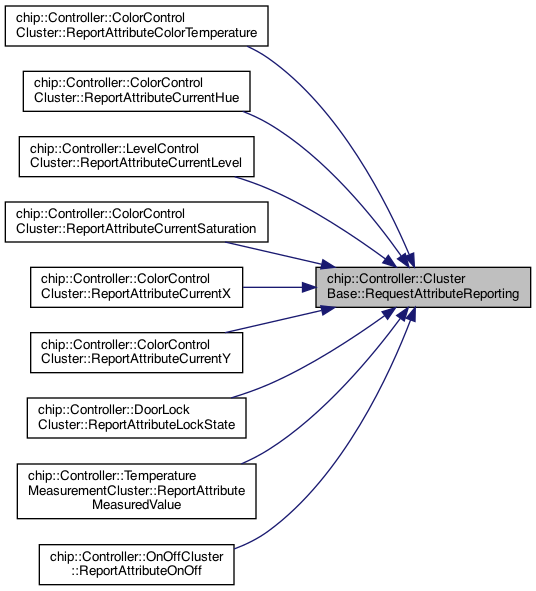 chip::Controller::ColorControl
Cluster::ReportAttributeColorTemperature
chip::Controller::ColorControl
Cluster::ReportAttributeCurrentHue
chip::Controller::LevelControl
Cluster::ReportAttributeCurrentLevel
chip::Controller::ColorControl
Cluster::ReportAttributeCurrentSaturation
chip::Controller::ColorControl
Cluster::ReportAttributeCurrentX
chip::Controller::Cluster
Base::RequestAttributeReporting
chip::Controller::ColorControl
Cluster::ReportAttributeCurrentY
chip::Controller::DoorLock
Cluster::ReportAttributeLockState
chip::Controller::Temperature
MeasurementCluster::ReportAttribute
MeasuredValue
chip::Controller::OnOffCluster
::ReportAttributeOnOff